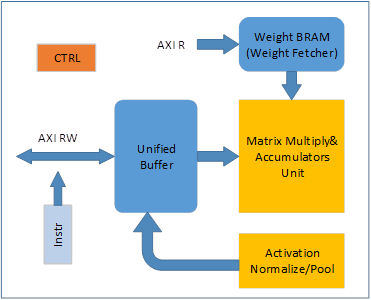 AXI R
Weight BRAM
(Weight Fetcher)
CTRL
AXI RW
Unified
Buffer
Matrix Multiply&
Accumulators
Unit
Instr
Activation
Normalize/Pool